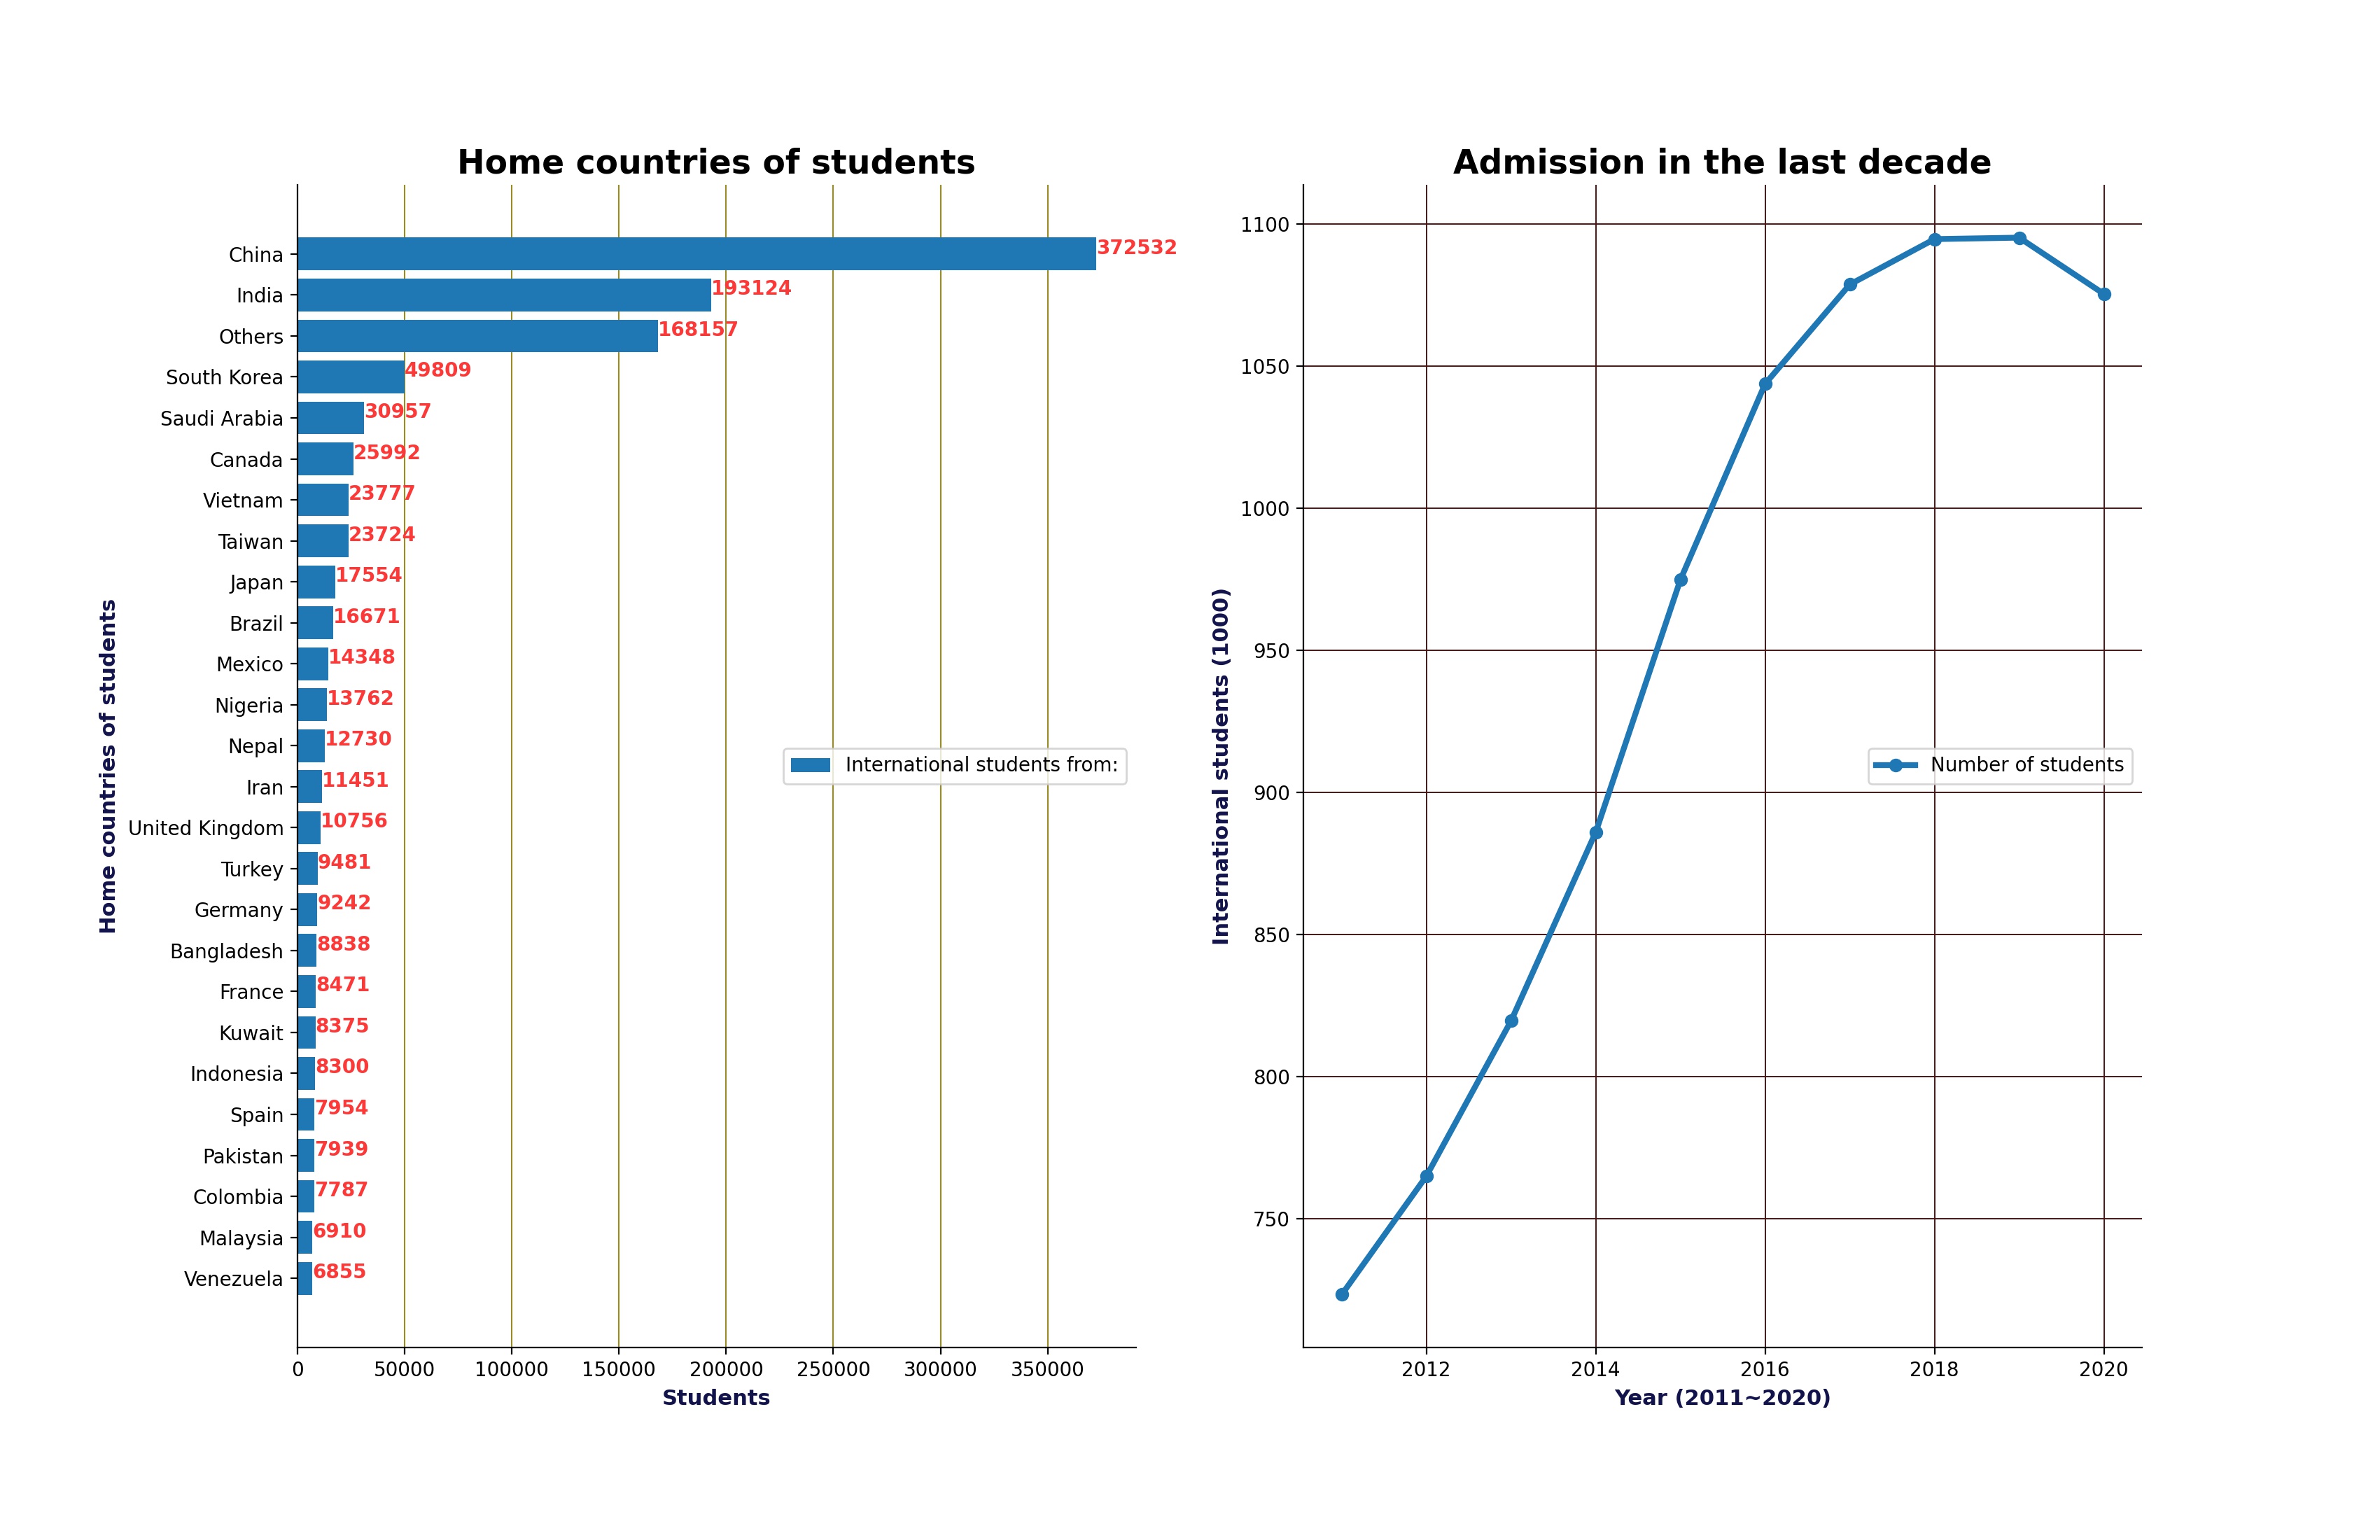 Home countries of students
China 372532
India 193124
Others 168157
South Korea 49809
Saudi Arabia 30957
Canada 25992
Vietnam 23777
Taiwan 23724
Japan 17554
Brazil 16671
Mexico 14348
Nigeria 13762
Nepal 12730
Iran 11451
United Kingdom 10756
Turkey 9481
Germany 9242
Bangladesh 8838
France 8471
Kuwait 8375
Indonesia 8300
Spain 7954
Pakistan 7939
Colombia 7787
Malaysia 6910
Venezuela 6855
Home countries of students
International students from:
0 50000 100000 150000 200000 250000 300000 350000
Students
Admission in the last decade
1100
1050
1000
950
900
850
800
750
International students (1000)
Number of students
2012 2014 2016 2018 2020
Year (2011~2020)